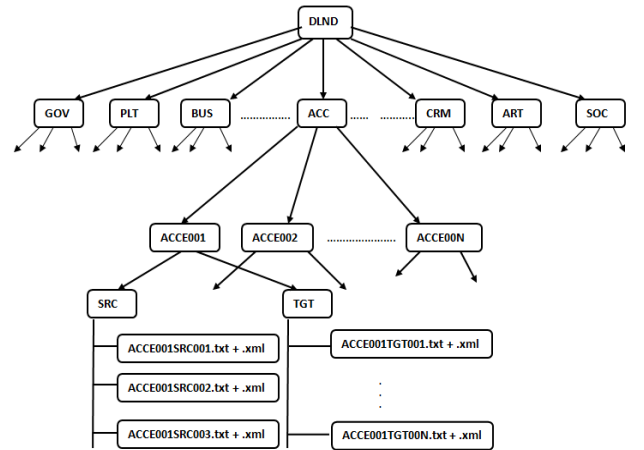 DLND
GOV PLT BUS ................ ACC ...... ........... CRM ART SOC
ACCE001 ACCE002 ...................... ACCE00N
SRC TGT
ACCE001SRC001.txt + .xml ACCE001TGT001.txt + .xml
ACCE001SRC002.txt + .xml
ACCE001SRC003.txt + .xml ACCE001TGT00N.txt + .xml